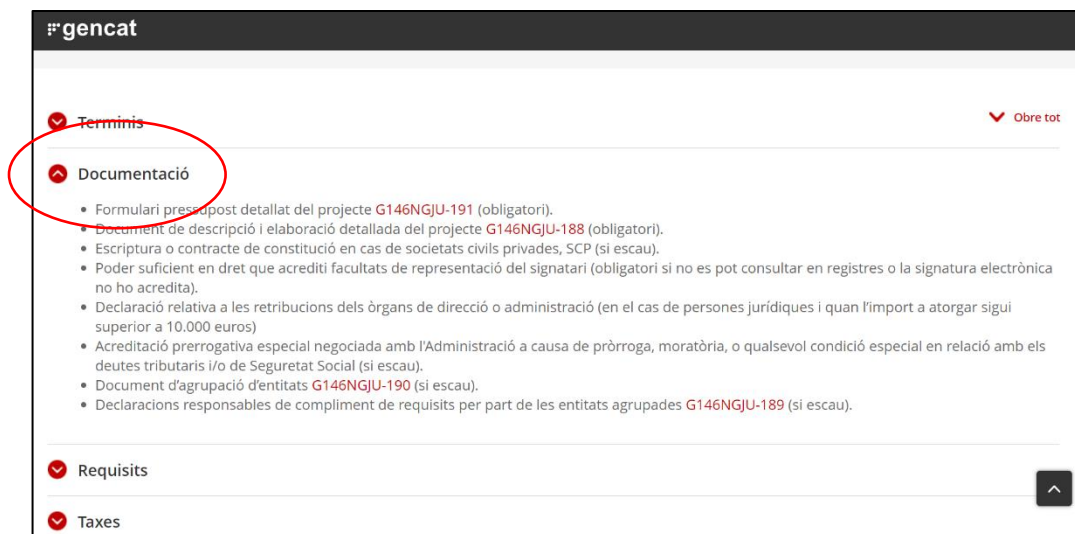 gencat
Terminis
Obre tot
Documentació
• Formulari pressupost detallat del projecte G146NGJU-191 (obligatori).
• Document de descripció i elaboració detallada del projecte G146NGJU-188 (obligatori).
• Escriptura o contracte de constitució en cas de societats civils privades, SCP (si escau).
• Poder suficient en dret que acrediti facultats de representació del signatari (obligatori si no es pot consultar en registres o la signatura electrònica
no ho acredita).
• Declaració relativa a les retribucions dels òrgans de direcció o administració (en el cas de persones jurídiques i quan l'import a atorgar sigui
superior a 10.000 euros)
• Acreditació prerrogativa especial negociada amb l'Administració a causa de pròrroga, moratòria, o qualsevol condició especial en relació amb els
deutes tributaris i/o de Seguretat Social (si escau).
• Document d'agrupació d'entitats G146NGJU-190 (si escau).
• Declaracions responsables de compliment de requisits per part de les entitats agrupades G146NGJU-189 (si escau).
Requisits
Taxes